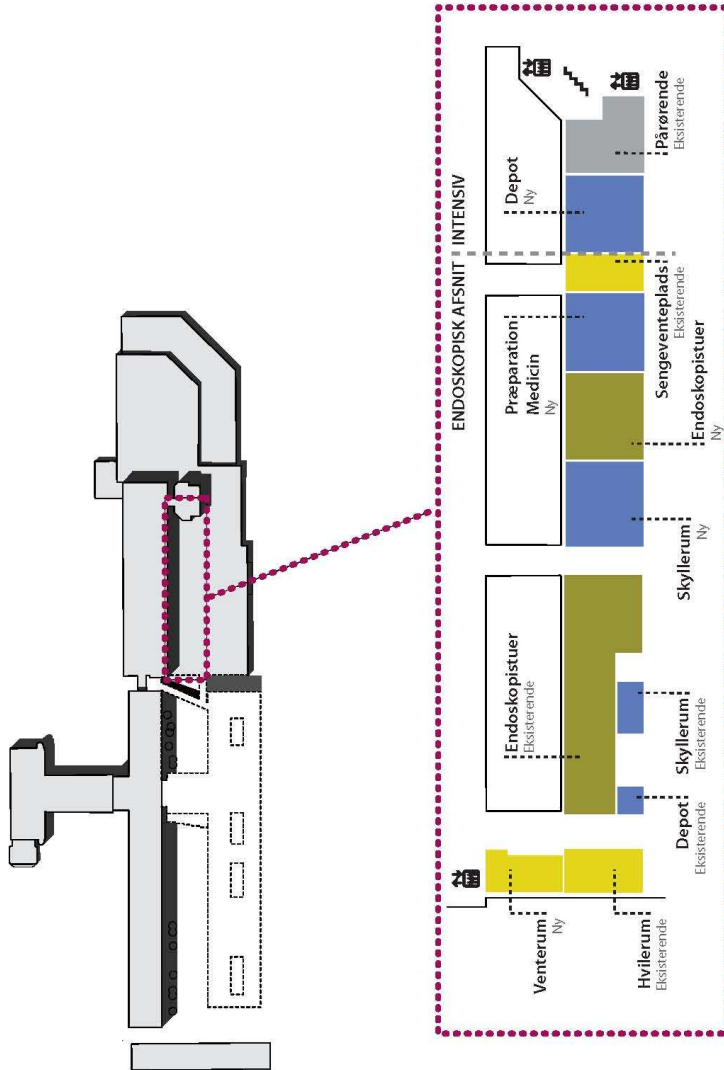 ENDOSKOPISK AFSNIT
INTENSIV
Venterum
Ny
Hvilerum
Eksisterende
Endoskopistuer
Eksisterende
Depot
Eksisterende
Skyllerum
Eksisterende
Skyllerum
Ny
Præparation
Medicin
Ny
Endoskopistuer
Ny
Sengeventeplads
Eksisterende
Depot
Ny
Pårørende
Eksisterende